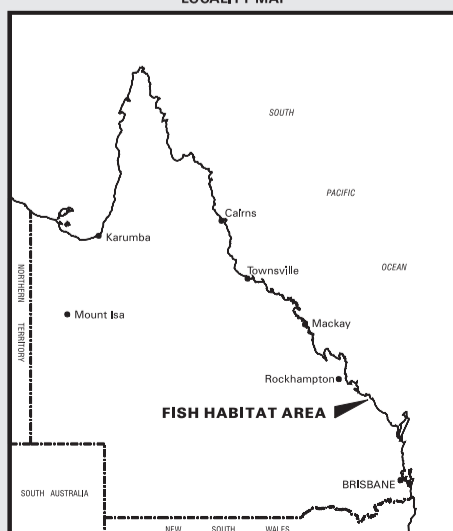 LOCALITY MAP
SOUTH
PACIFIC
OCEAN
Cairns
Karumba
Townsville
NORTHERN TERRITORY
Mount Isa
Mackay
Rockhampton
FISH HABITAT AREA
BRISBANE
SOUTH AUSTRALIA
NEW SOUTH WALES